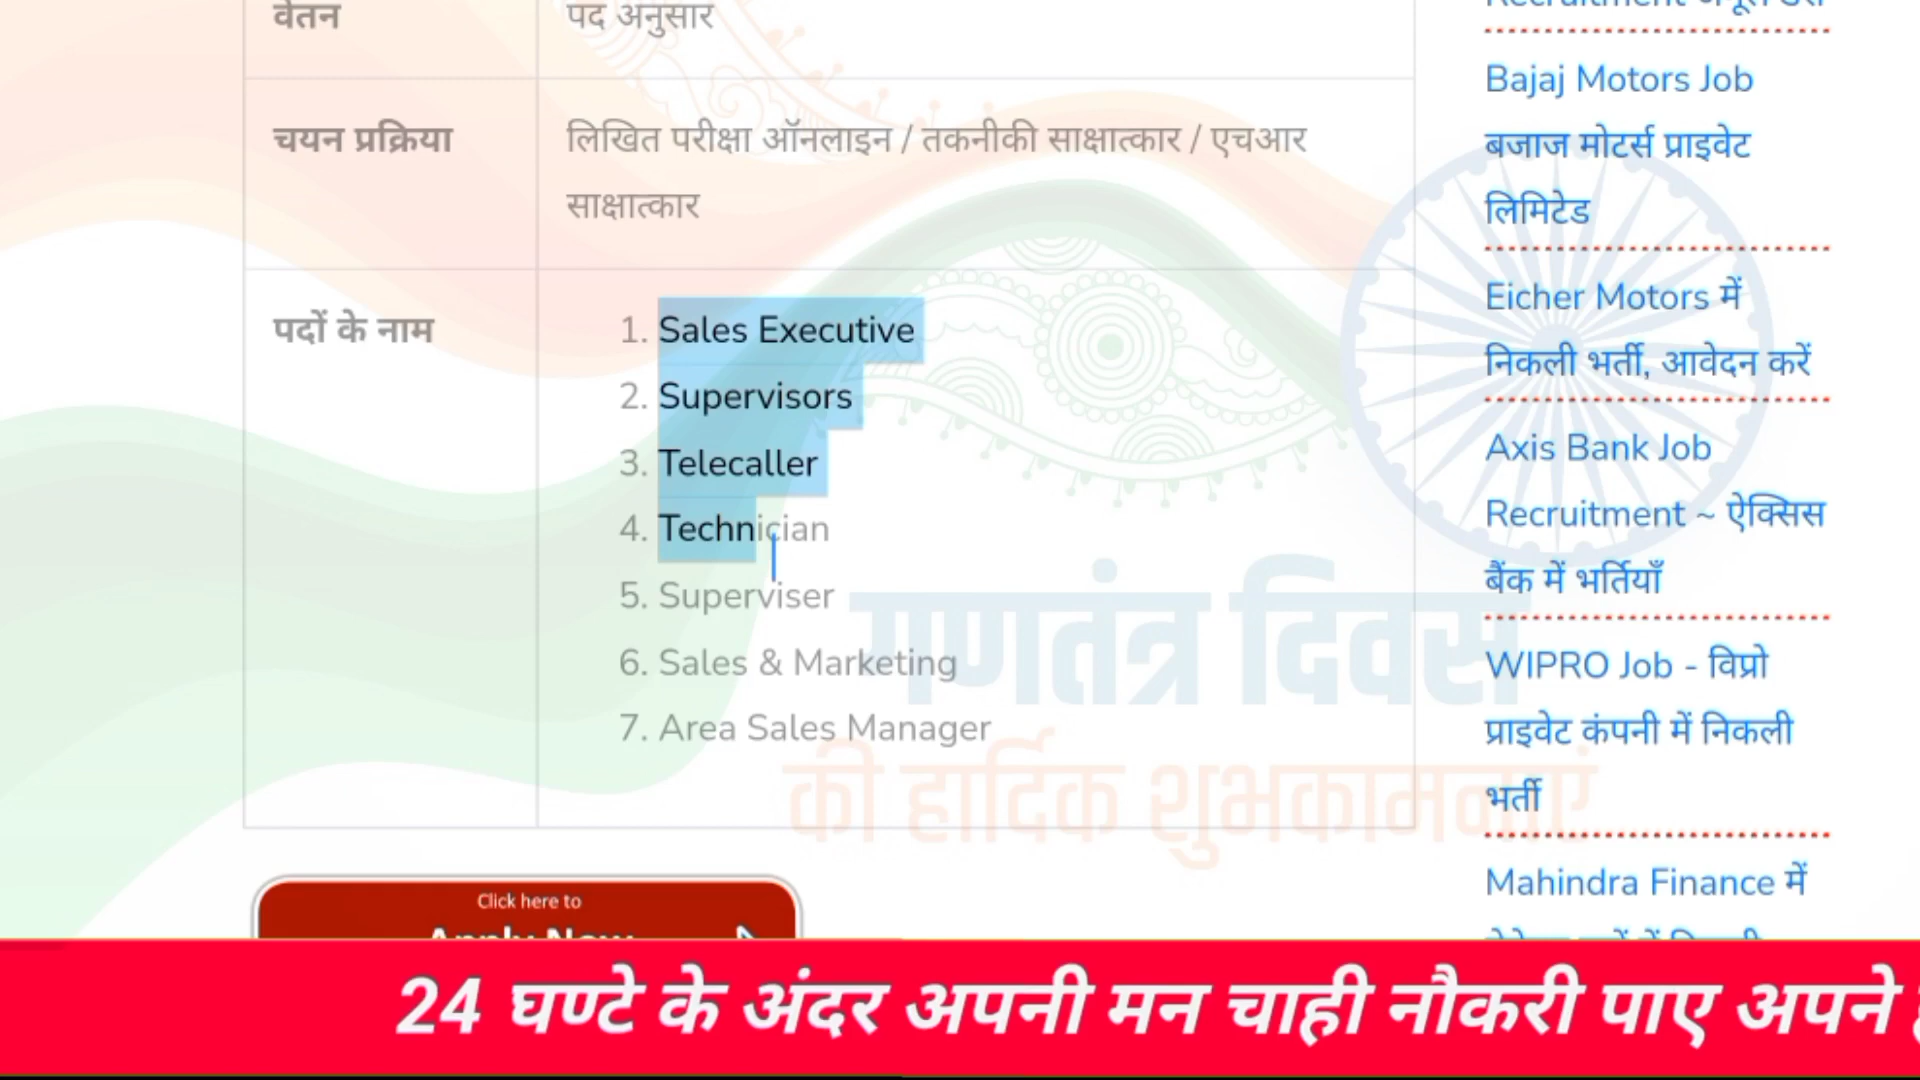 वेतन
पद अनुसार
चयन प्रक्रिया
लिखित परीक्षा ऑनलाइन / तकनीकी साक्षात्कार / एचआर
साक्षात्कार
पदों के नाम
1. Sales Executive
2. Supervisors
3. Telecaller
4. Technician
5. Superviser
6. Sales & Marketing
7. Area Sales Manager
गणतंत्र दिवस
की हार्दिक शुभकामनाएं
Click here to
Apply Now
Recruitment
Bajaj Motors Job
बजाज मोटर्स प्राइवेट
लिमिटेड
Eicher Motors में
निकली भर्ती, आवेदन करें
Axis Bank Job
Recruitment ~ ऐक्सिस
बैंक में भर्तियाँ
WIPRO Job - विप्रो
प्राइवेट कंपनी में निकली
भर्ती
Mahindra Finance में
24 घण्टे के अंदर अपनी मन चाही नौकरी पाए अपने